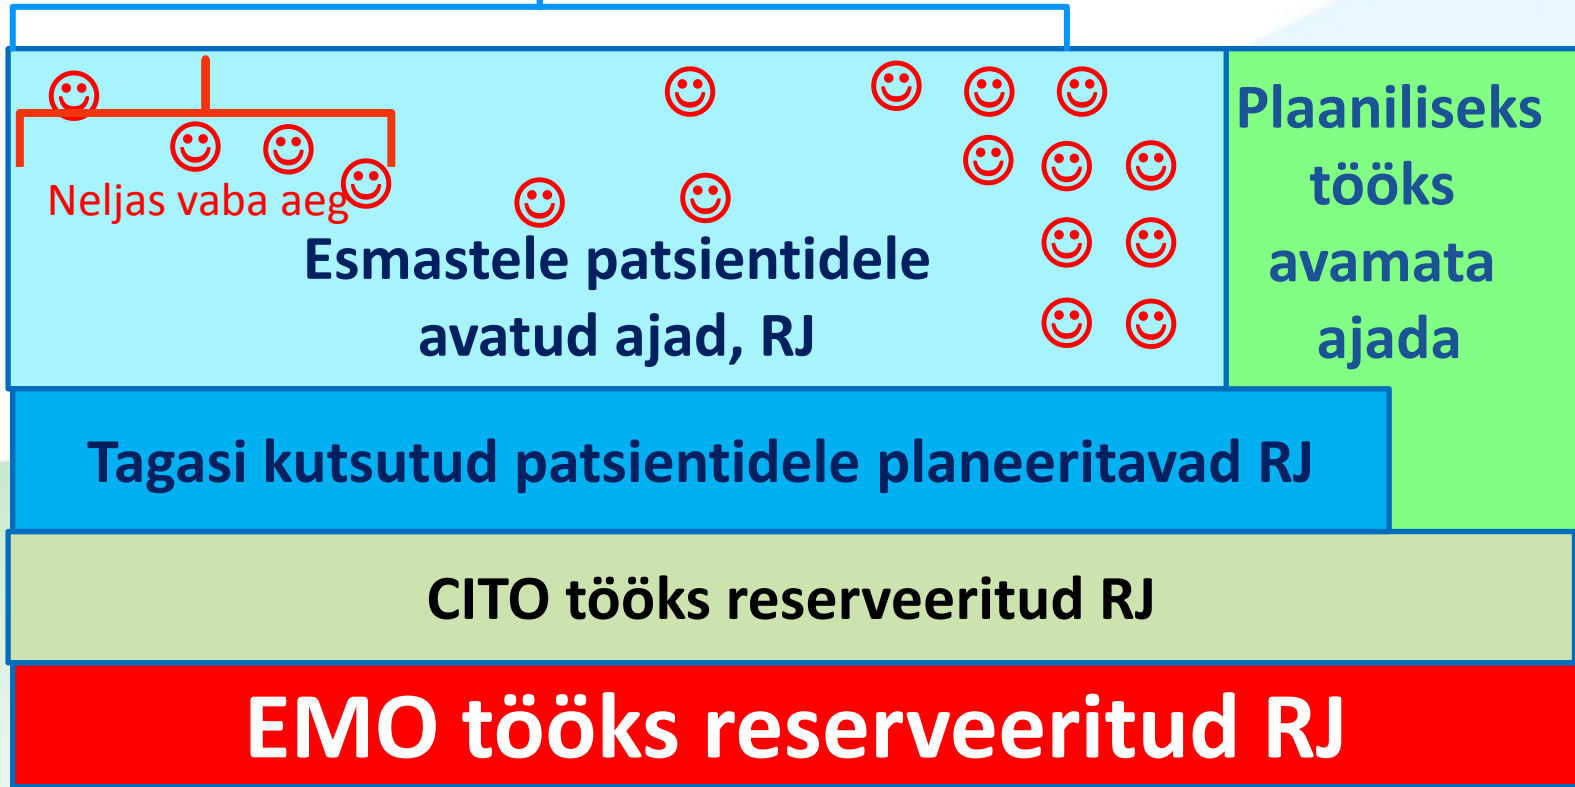 Neljas vaba aeg
Esmastele patsientidele
avatud ajad, RJ
Plaaniliseks
tööks
avamata
ajada
Tagasi kutsutud patsientidele planeeritavad RJ
CITO tööks reserveeritud RJ
EMO tööks reserveeritud RJ